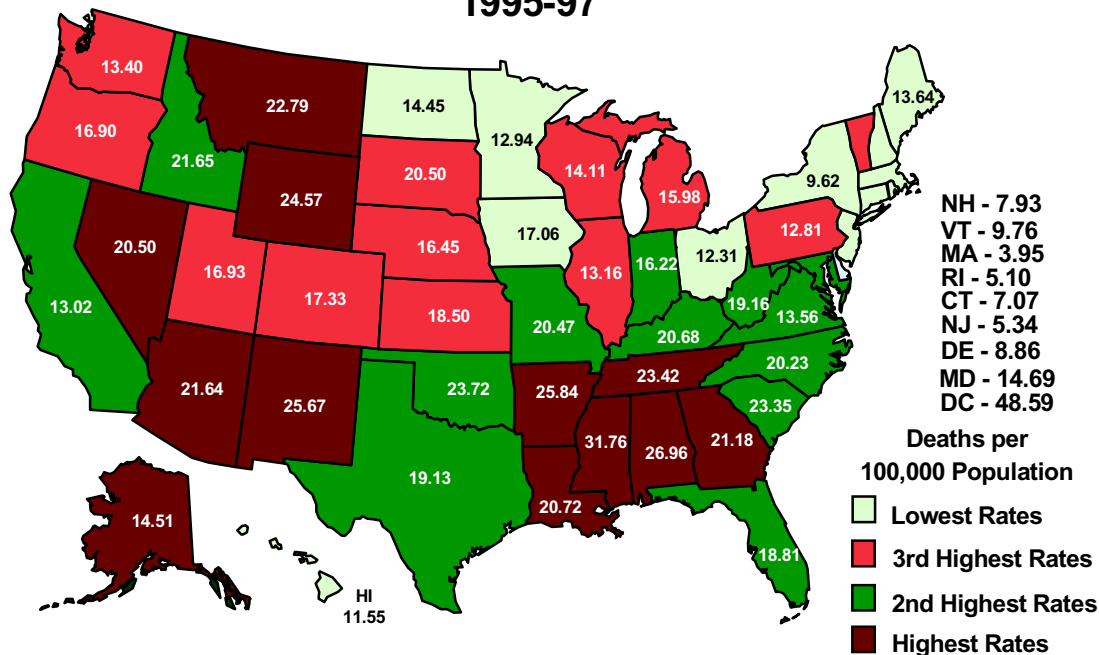 1995-97
13.40
22.79
14.45
12.94
13.64
16.90
21.65
20.50
14.11
15.98
9.62
24.57
20.50
16.45
17.06
12.81
16.93
17.33
13.16
16.22
12.31
13.02
18.50
20.47
19.16
13.56
20.68
21.64
25.67
23.72
25.84
23.42
20.23
23.35
19.13
31.76
26.96
21.18
20.72
14.51
18.81
HI
11.55
NH - 7.93
VT - 9.76
MA - 3.95
RI - 5.10
CT - 7.07
NJ - 5.34
DE - 8.86
MD - 14.69
DC - 48.59
Deaths per
100,000 Population
Lowest Rates
3rd Highest Rates
2nd Highest Rates
Highest Rates